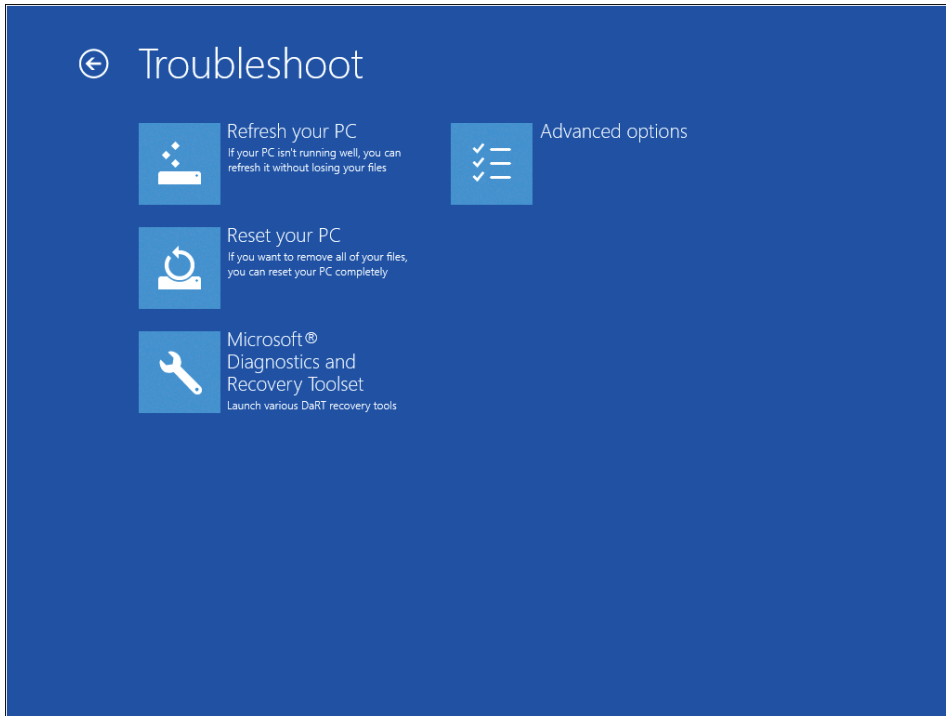 Troubleshoot
Refresh your PC
If your PC isn't running well, you can
refresh it without losing your files
Reset your PC
If you want to remove all of your files,
you can reset your PC completely
Microsoft®
Diagnostics and
Recovery Toolset
Launch various DaRT recovery tools
Advanced options